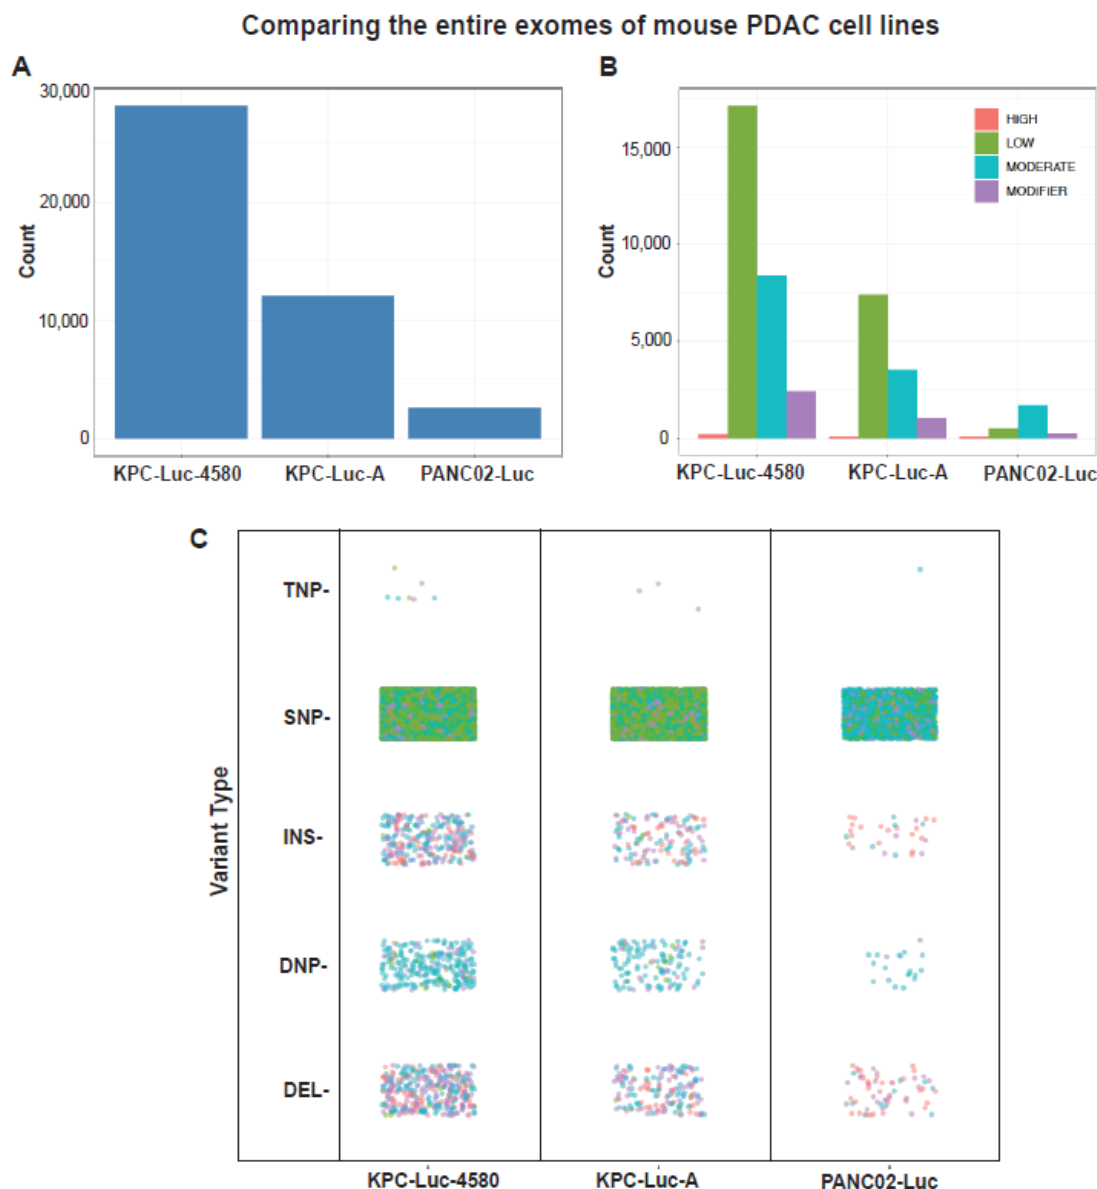 Comparing the entire exomes of mouse PDAC cell lines
A
30,000
20,000
10,000
0
Count
KPC-Luc-4580
KPC-Luc-A
PANC02-Luc
B
15,000
10,000
5,000
0
Count
HIGH
LOW
MODERATE
MODIFIER
KPC-Luc-4580
KPC-Luc-A
PANC02-Luc
C
Variant Type
TNP-
SNP-
INS-
DNP-
DEL-
KPC-Luc-4580
KPC-Luc-A
PANC02-Luc